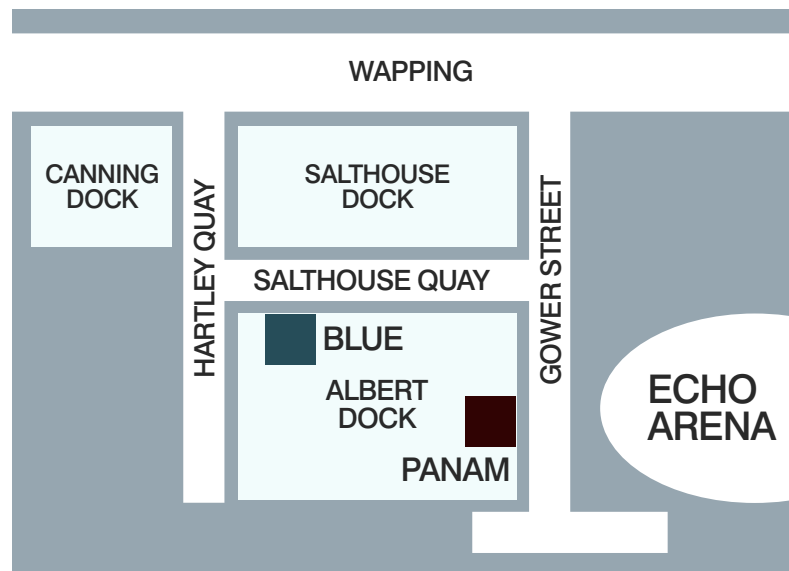 WAPPING
CANNING
DOCK
SALTHOUSE
DOCK
HARTLEY QUAY
SALTHOUSE QUAY
GOWER STREET
BLUE
ALBERT
DOCK
PANAM
ECHO
ARENA